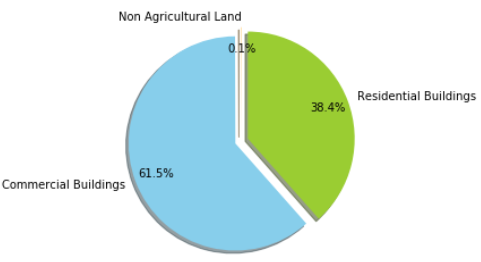 Non Agricultural Land
0.1%
38.4%
Residential Buildings
61.5%
Commercial Buildings